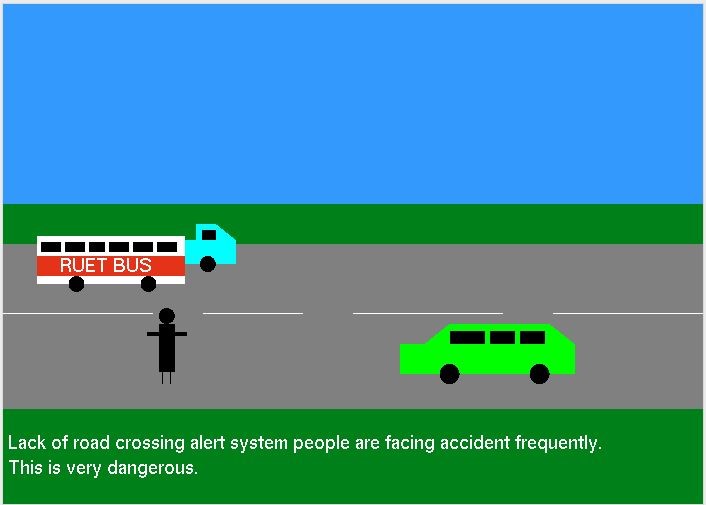 RUET BUS
Lack of road crossing alert system people are facing accident frequently.
This is very dangerous.